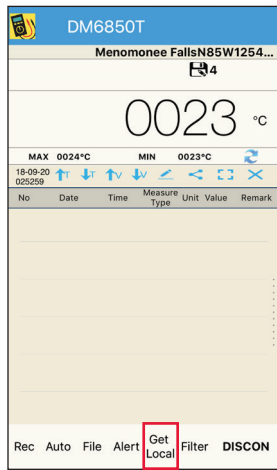 DM6850T
Menomonee FallsN85W1254...
4
0023 °C
MAX 0024°C MIN 0023°C
18-09-20
025259
T T V V
No Date Time Measure Type Unit Value Remark
Rec Auto File Alert Get Local Filter DISCON